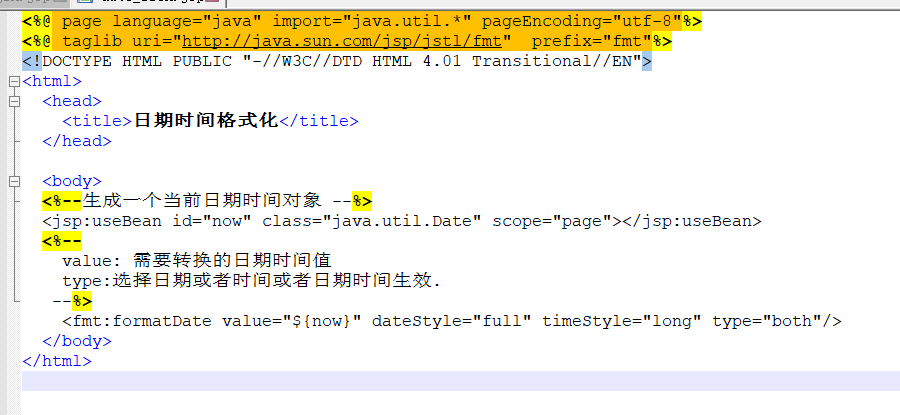 <%@ page language="java" import="java.util.*" pageEncoding="utf-8"%>
<%@ taglib uri="http://java.sun.com/jsp/jstl/fmt"  prefix="fmt"%>
<!DOCTYPE HTML PUBLIC "-//W3C//DTD HTML 4.01 Transitional//EN">
<html>
  <head>
    <title>日期时间格式化</title>
  </head>
  <body>
  <%--生成一个当前日期时间对象 --%>
  <jsp:useBean id="now" class="java.util.Date" scope="page"></jsp:useBean>
  <%--
    value: 需要转换的日期时间值
    type:选择日期或者时间或者日期时间生效.
   --%>
    <fmt:formatDate value="${now}" dateStyle="full" timeStyle="long" type="both"/>
  </body>
</html>